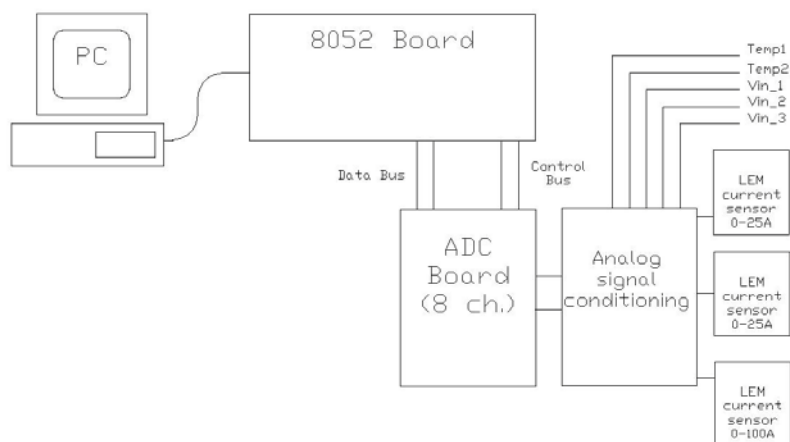 PC
8052 Board
Temp1
Temp2
Vin_1
Vin_2
Vin_3
Data Bus
Control
Bus
ADC
Board
(8 ch.)
Analog
signal
conditioning
LEM
current
sensor
0-25A
LEM
current
sensor
0-25A
LEM
current
sensor
0-100A